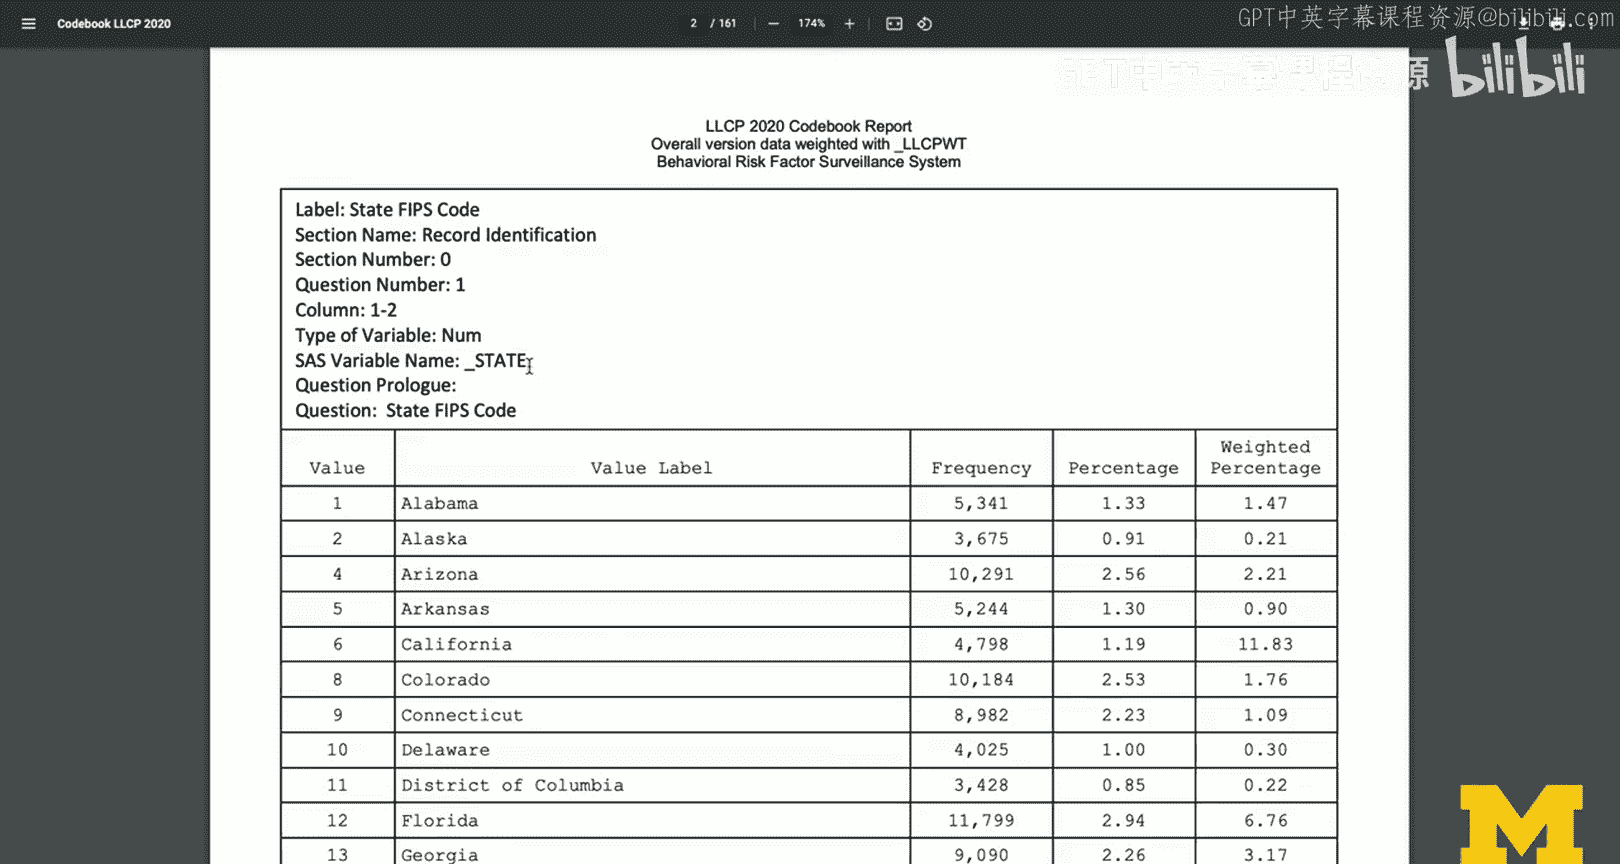 Codebook LLCP 2020
2 / 161
174%
GPT中英字幕课程资源@bilibili.com
源 bilibili
LLCP 2020 Codebook Report
Overall version data weighted with _LLCPWT
Behavioral Risk Factor Surveillance System
Label: State FIPS Code
Section Name: Record Identification
Section Number: 0
Question Number: 1
Column: 1-2
Type of Variable: Num
SAS Variable Name: _STATE
Question Prologue:
Question: State FIPS Code
Value Value Label Frequency Percentage Weighted Percentage
1 Alabama 5,341 1.33 1.47
2 Alaska 3,675 0.91 0.21
4 Arizona 10,291 2.56 2.21
5 Arkansas 5,244 1.30 0.90
6 California 4,798 1.19 11.83
8 Colorado 10,184 2.53 1.76
9 Connecticut 8,982 2.23 1.09
10 Delaware 4,025 1.00 0.30
11 District of Columbia 3,428 0.85 0.22
12 Florida 11,799 2.94 6.76
13 Georgia 9,090 2.26 3.17
M